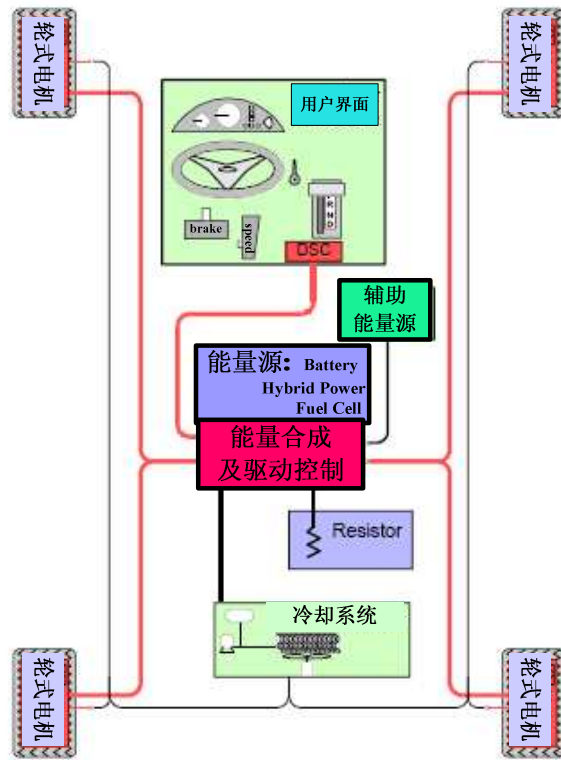 轮式电机
轮式电机
用户界面
R
N
D
brake
speed
DSC
辅助
能量源
能量源: Battery
Hybrid Power
Fuel Cell
能量合成
及驱动控制
Resistor
冷却系统
轮式电机
轮式电机